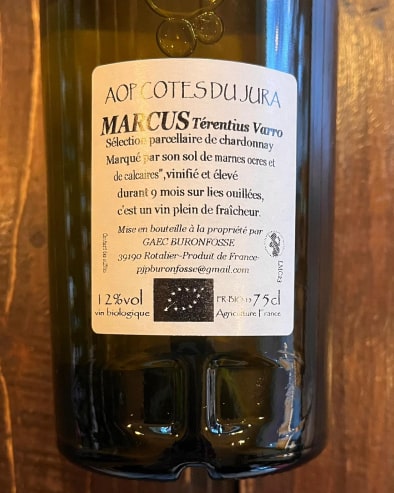 AOP COTES DU JURA
MARCUS Térentius Varro
Sélection parcellaire de chardonnay
Marqué par son sol de marnes ocres et
de calcaires",vinifié et élevé
durant 9 mois sur lies ouillées,
c'est un vin plein de fraîcheur.
Mise en bouteille à la propriété par
GAEC BURONFOSSE
39190 Rotalier-Produit de France
pjpburonfosse@gmail.com
12%vol
vin biologique
75cl
Agriculture France